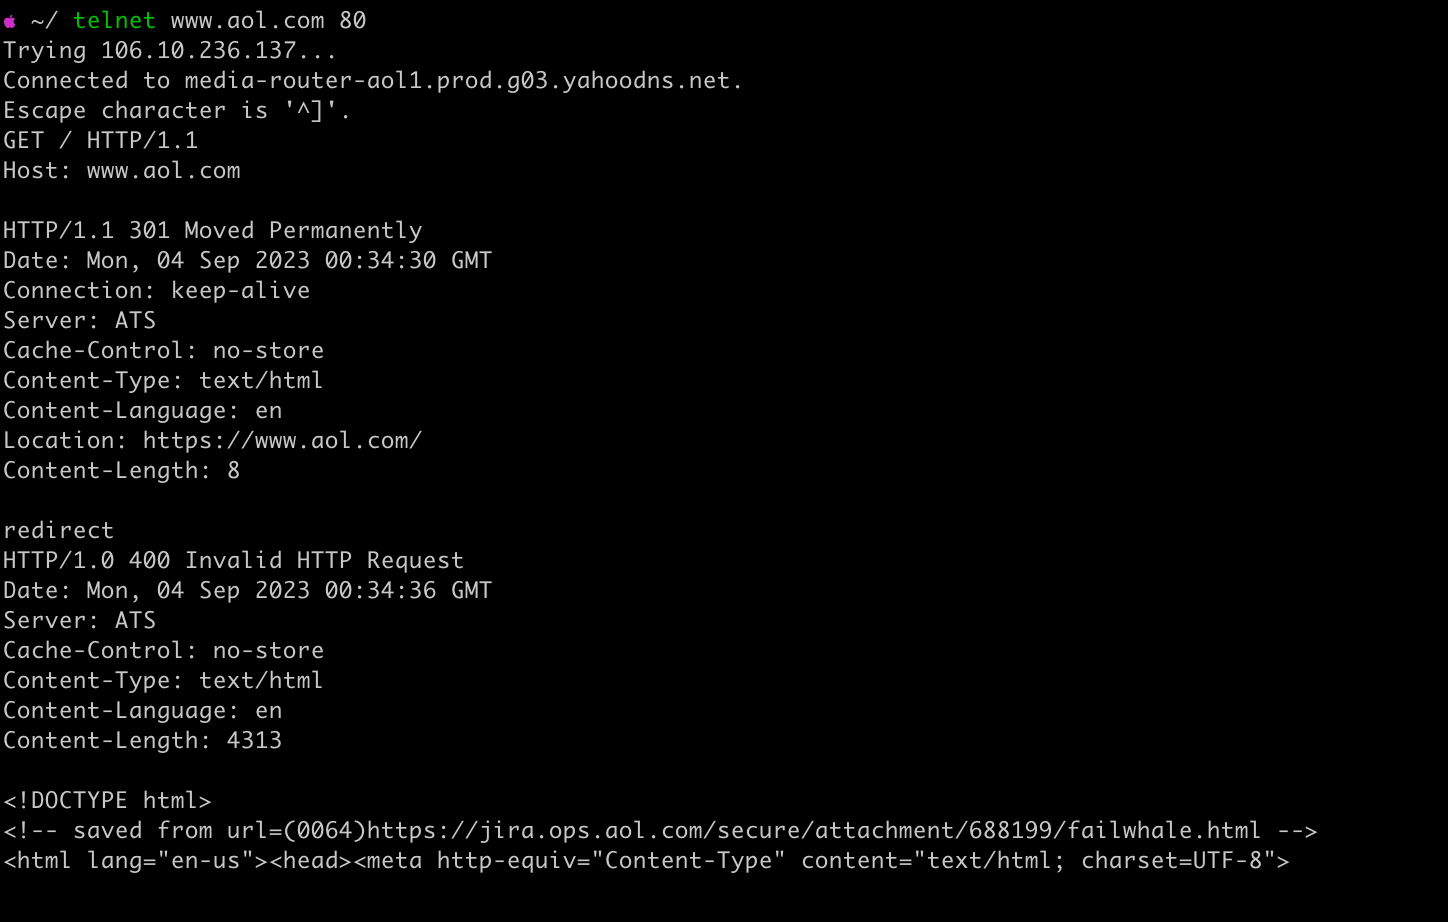 ~/ telnet www.aol.com 80
Trying 106.10.236.137...
Connected to media-router-aol1.prod.g03.yahoodns.net.
Escape character is '^]'.
GET / HTTP/1.1
Host: www.aol.com

HTTP/1.1 301 Moved Permanently
Date: Mon, 04 Sep 2023 00:34:30 GMT
Connection: keep-alive
Server: ATS
Cache-Control: no-store
Content-Type: text/html
Content-Language: en
Location: https://www.aol.com/
Content-Length: 8

redirect
HTTP/1.0 400 Invalid HTTP Request
Date: Mon, 04 Sep 2023 00:34:36 GMT
Server: ATS
Cache-Control: no-store
Content-Type: text/html
Content-Language: en
Content-Length: 4313

<!DOCTYPE html>
<!-- saved from url=(0064)https://jira.ops.aol.com/secure/attachment/688199/failwhale.html -->
<html lang="en-us"><head><meta http-equiv="Content-Type" content="text/html; charset=UTF-8">